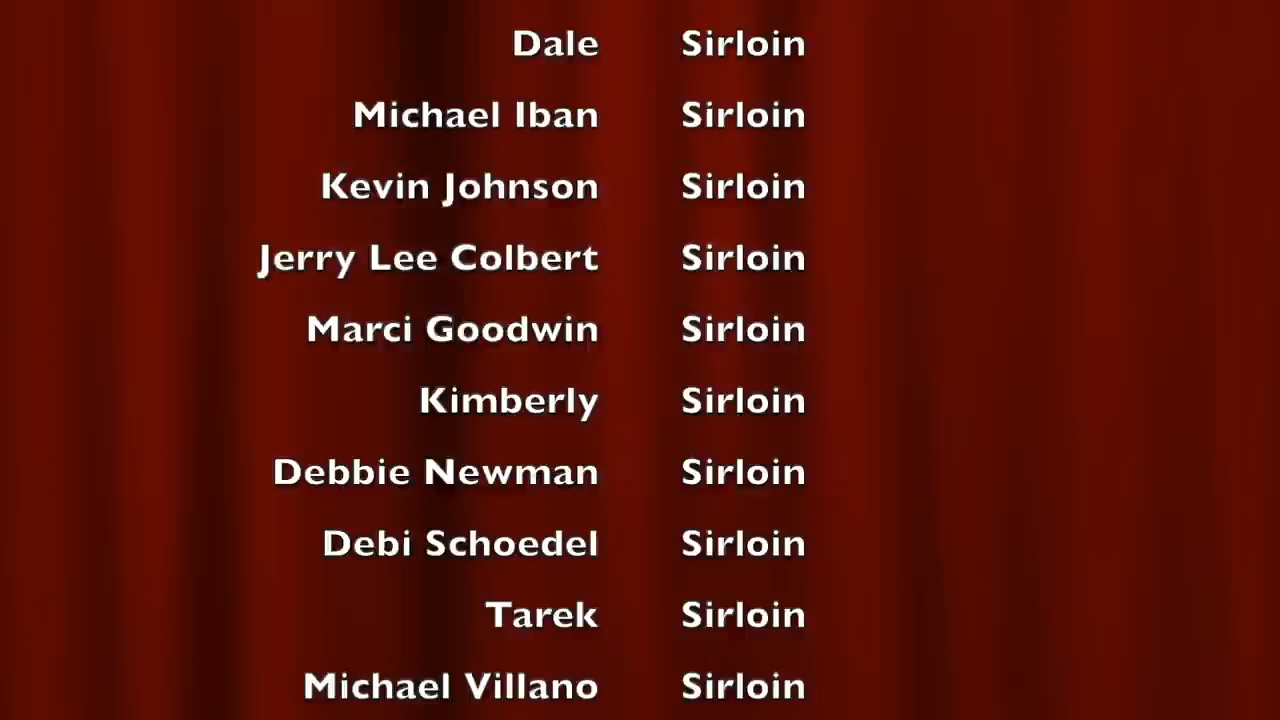 Dale Sirloin
Michael Iban Sirloin
Kevin Johnson Sirloin
Jerry Lee Colbert Sirloin
Marci Goodwin Sirloin
Kimberly Sirloin
Debbie Newman Sirloin
Debi Schoedel Sirloin
Tarek Sirloin
Michael Villano Sirloin